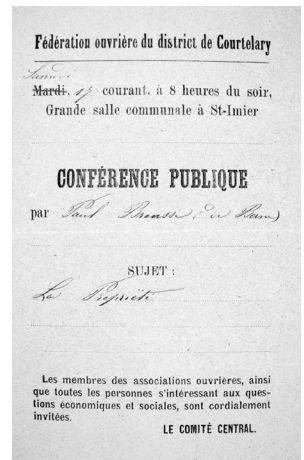 Fédération ouvrière du district de Courtelary
Samedi
Mardi, 17 courant, à 8 heures du soir,
Grande salle communale à St-Imier
CONFÉRENCE PUBLIQUE
par Paul Brousse (de Berne)
SUJET :
La Propriété
Les membres des associations ouvrières, ainsi
que toutes les personnes s'intéressant aux ques-
tions économiques et sociales, sont cordialement
invitées.
LE COMITÉ CENTRAL.